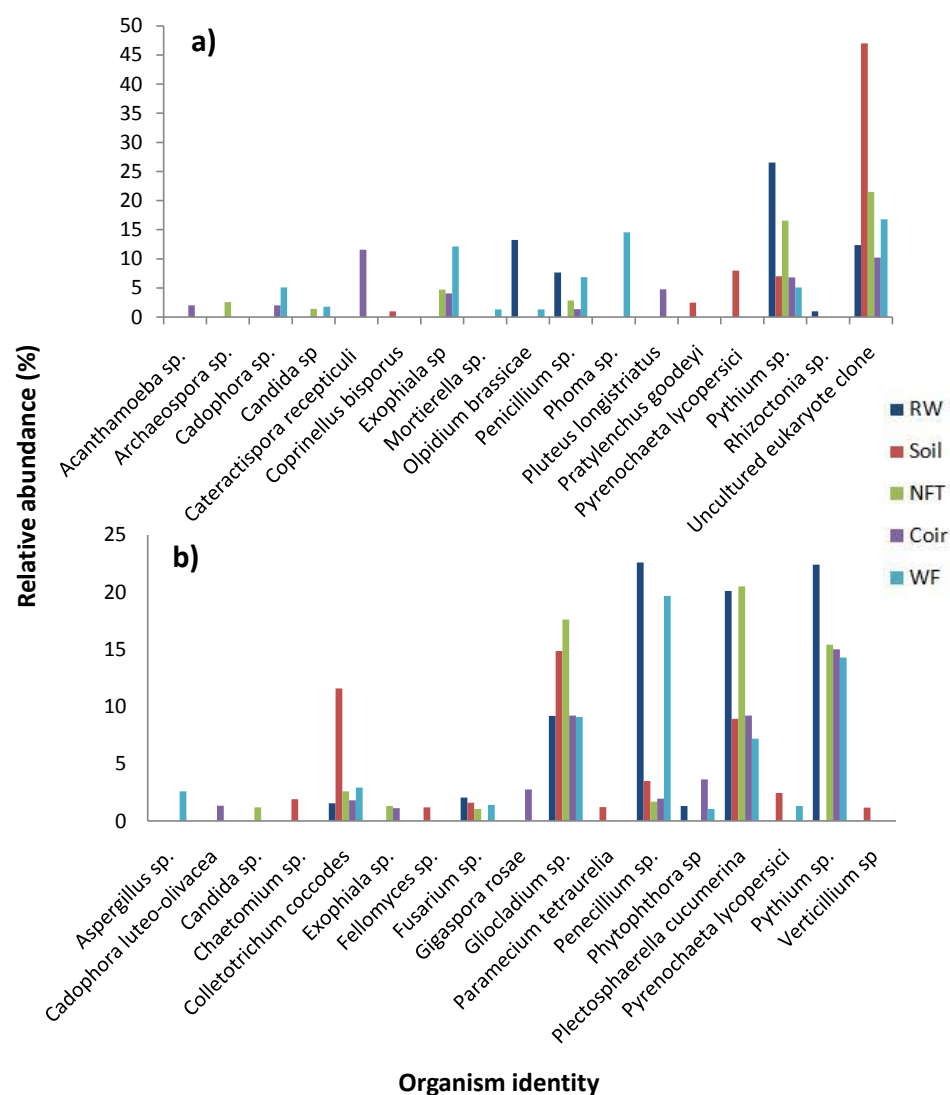 a)
50
45
40
35
30
25
20
15
10
5
0
Acanthamoeba sp.
Archaeospora sp.
Cadophora sp.
Candida sp
Cateractispora recepticuli
Coprinellus bisporus
Exophiala sp
Mortierella sp.
Olpidium brassicae
Penicillium sp.
Phoma sp.
Pluteus longistriatus
Pratylenchus goodeyi
Pyrenochaeta lycopersici
Pythium sp.
Rhizoctonia sp.
Uncultured eukaryote clone
Relative abundance (%)
RW
Soil
NFT
Coir
WF
b)
25
20
15
10
5
0
Aspergillus sp.
Cadophora luteo-olivacea
Candida sp.
Chaetomium sp.
Colletotrichum coccodes
Exophiala sp.
Fellomyces sp.
Fusarium sp.
Gigaspora rosae
Gliocladium sp.
Paramecium tetraurelia
Penecillium sp.
Phytophthora sp
Plectosphaerella cucumerina
Pyrenochaeta lycopersici
Pythium sp.
Verticillium sp
Organism identity